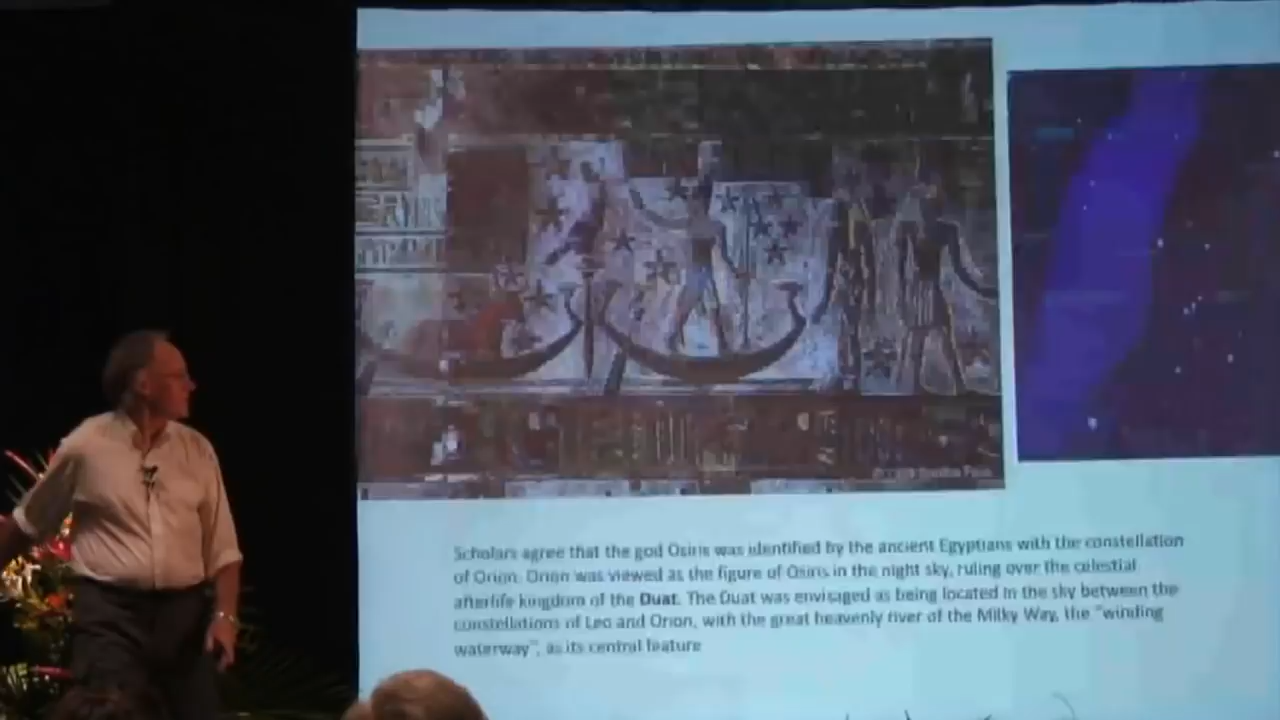 Scholars agree that the god Osiris was identified by the ancient Egyptians with the constellation
of Orion. Orion was viewed as the figure of Osiris in the night sky, ruling over the celestial
afterlife kingdom of the Duat. The Duat was envisaged as being located in the sky between the
constellations of Leo and Orion, with the great heavenly river of the Milky Way, the "winding
waterway", as its central feature